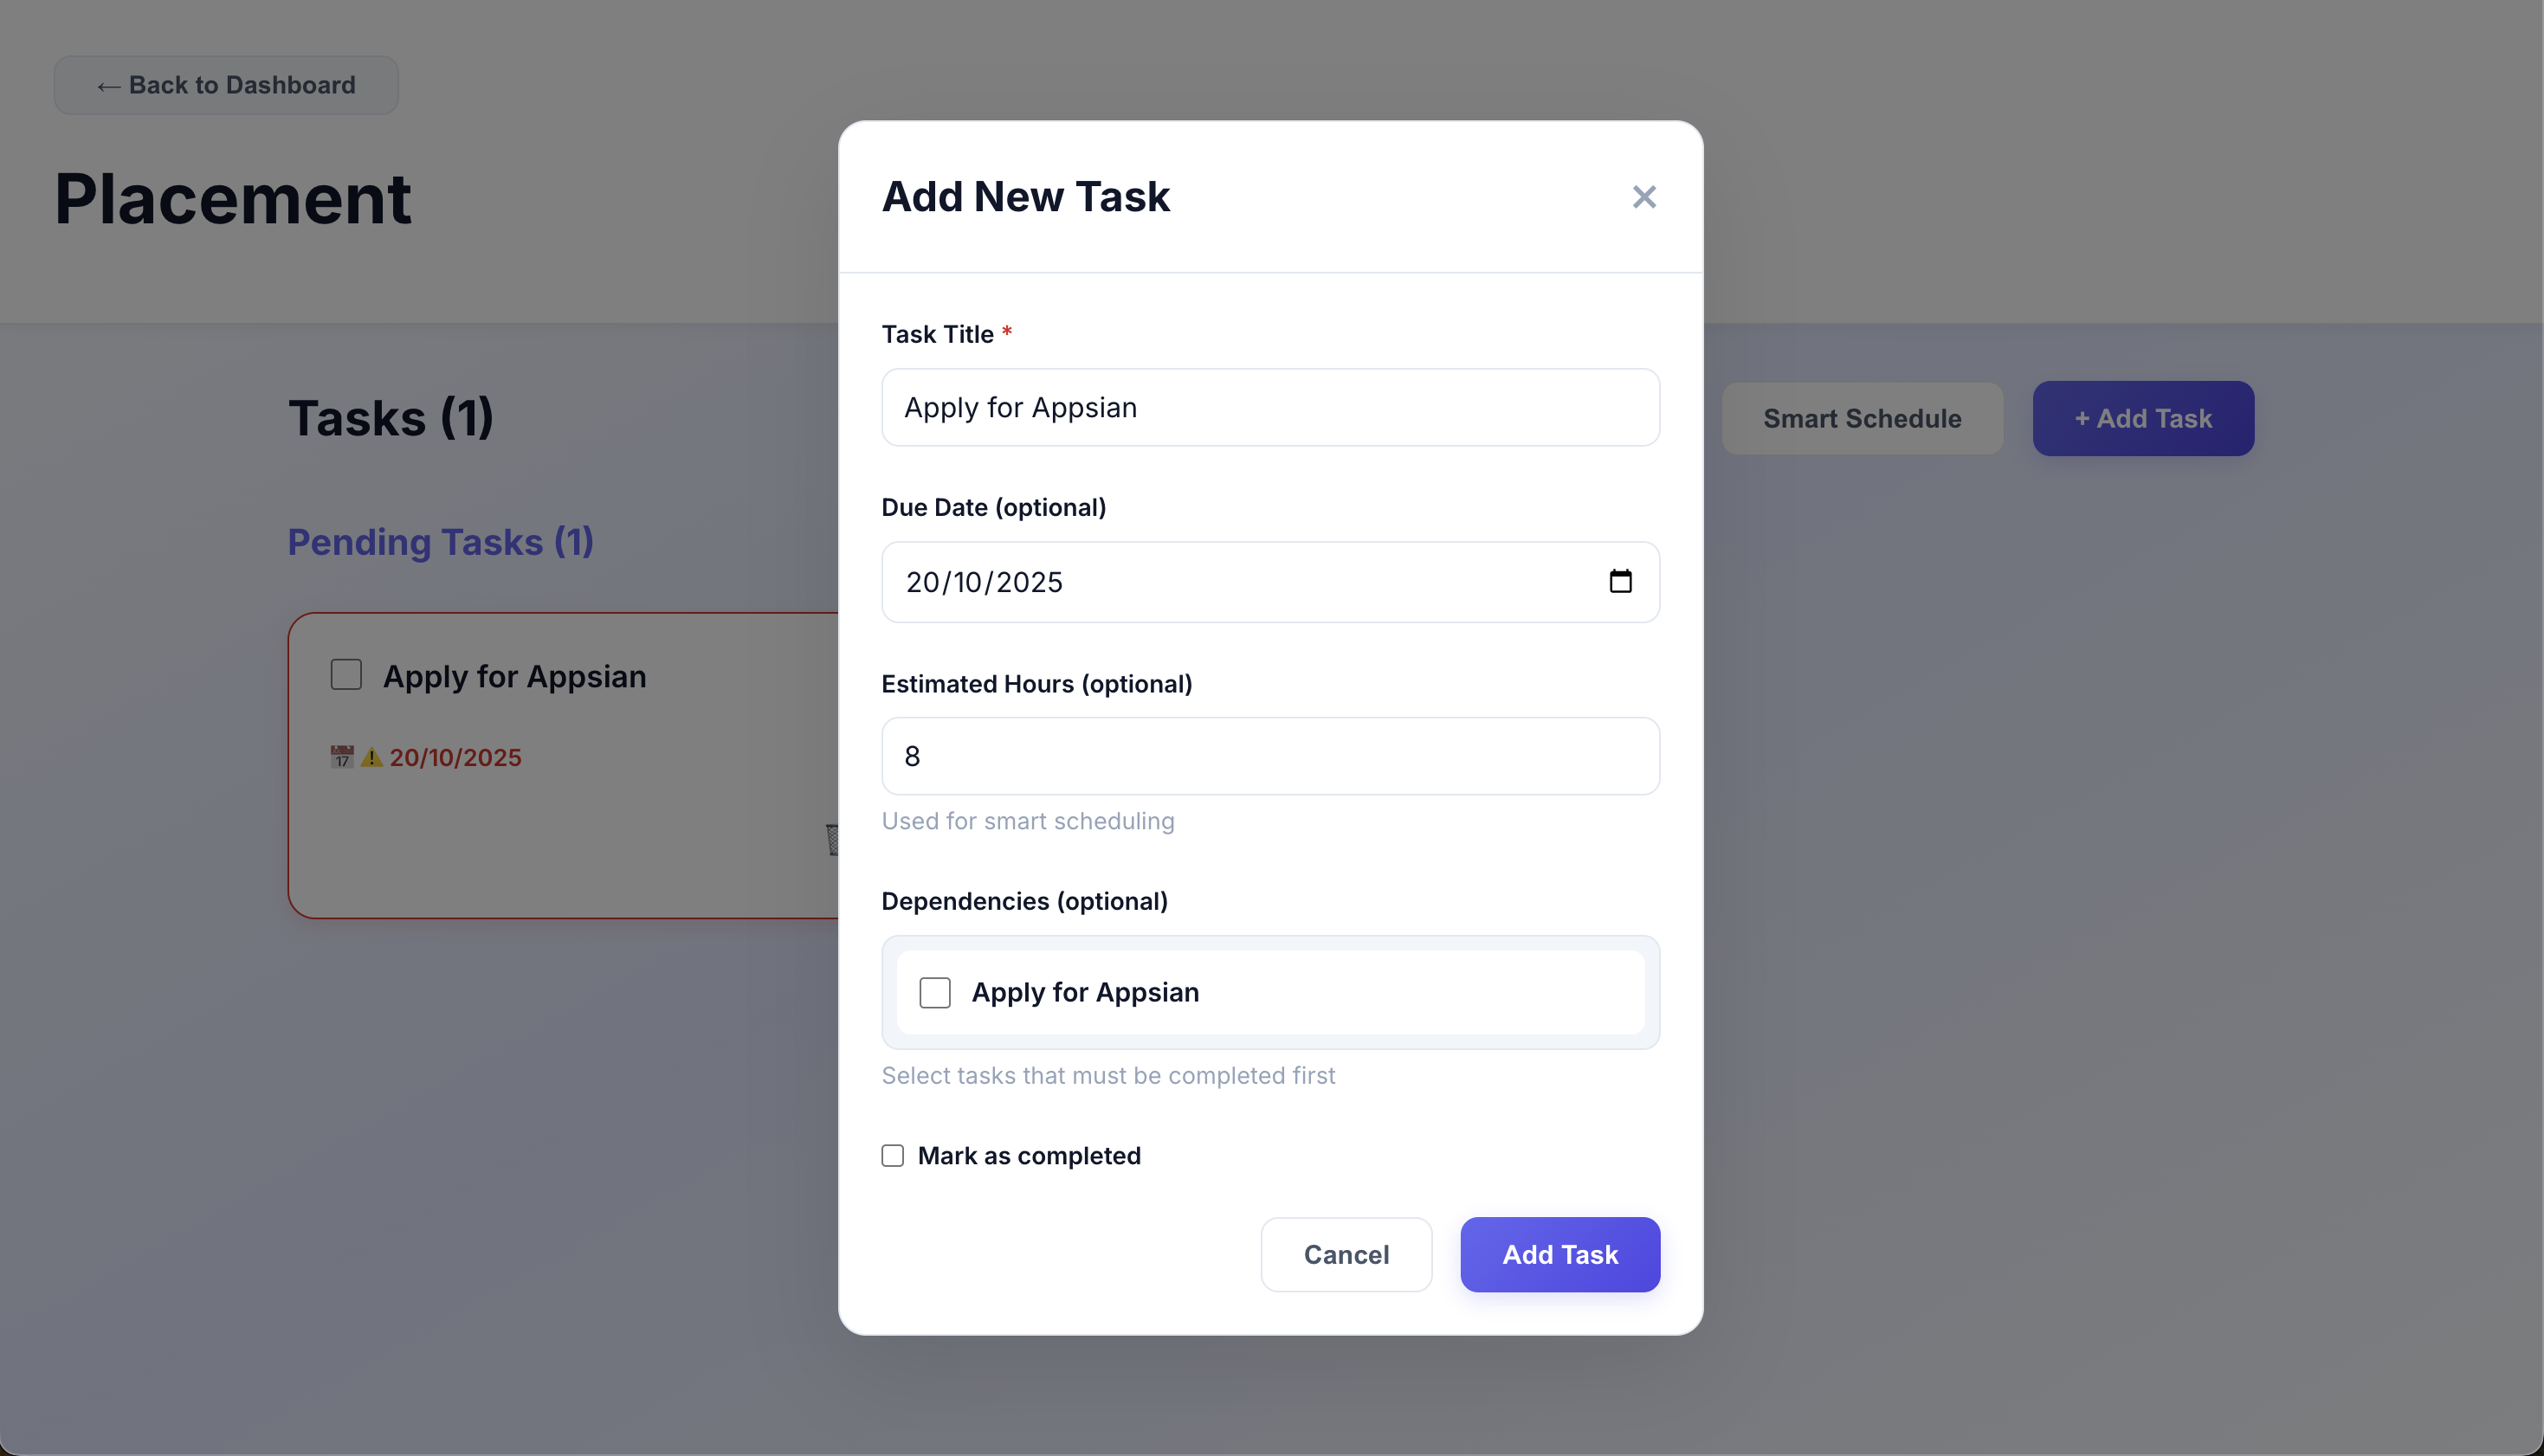 ← Back to Dashboard
Placement
Tasks (1)
Smart Schedule
+ Add Task
Pending Tasks (1)
Apply for Appsian
17
20/10/2025
Add New Task
×
Task Title *
Apply for Appsian
Due Date (optional)
20/10/2025
Estimated Hours (optional)
8
Used for smart scheduling
Dependencies (optional)
Apply for Appsian
Select tasks that must be completed first
Mark as completed
Cancel
Add Task